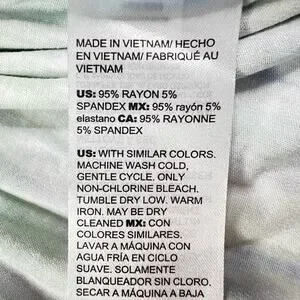 MADE IN VIETNAM/ HECHO
EN VIETNAM/ FABRIQUÉ AU
VIETNAM
US: 95% RAYON 5%
SPANDEX MX: 95% rayón 5%
elastano CA: 95% RAYONNE
5% SPANDEX
US: WITH SIMILAR COLORS.
MACHINE WASH COLD,
GENTLE CYCLE. ONLY
NON-CHLORINE BLEACH.
TUMBLE DRY LOW. WARM
IRON. MAY BE DRY
CLEANED MX: CON
COLORES SIMILARES.
LAVAR A MÁQUINA CON
AGUA FRÍA EN CICLO
SUAVE. SOLAMENTE
BLANQUEADOR SIN CLORO.
SECAR A MÁQUINA A BAJA